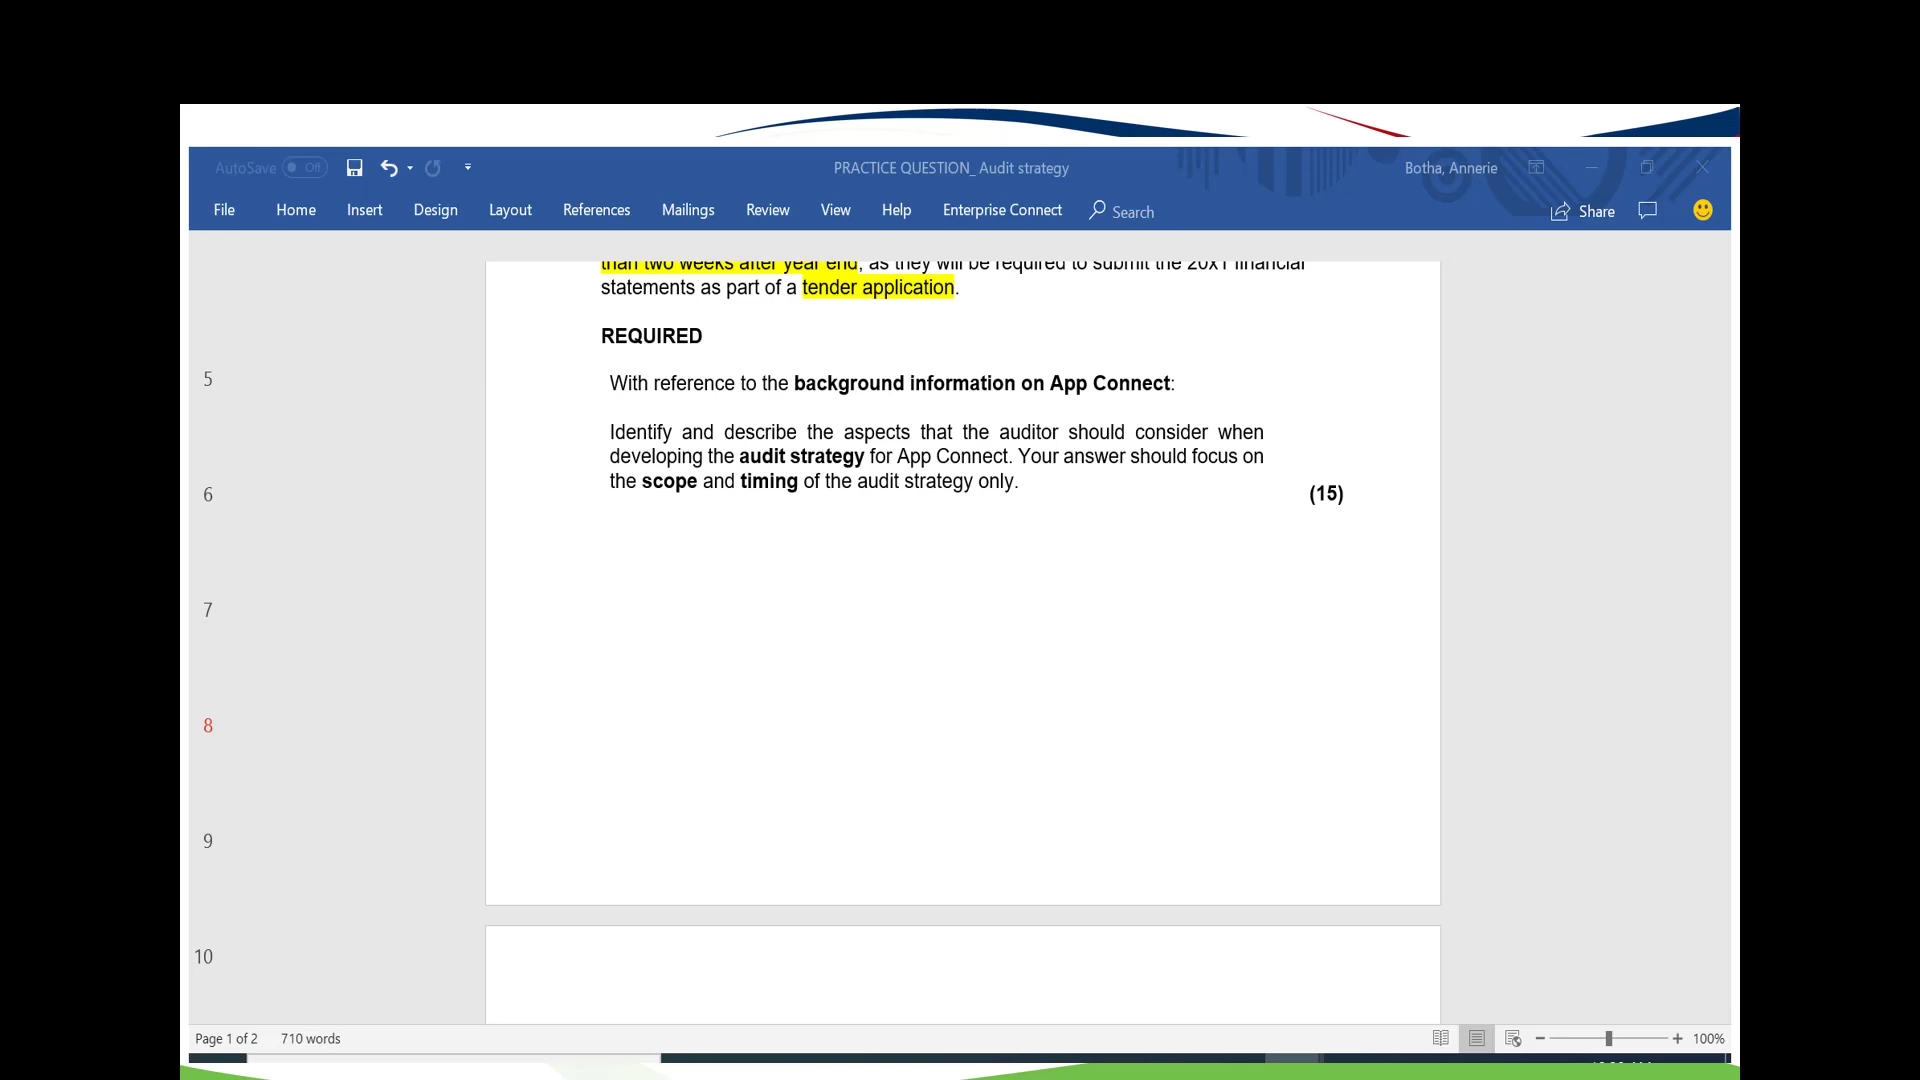 AutoSave Off
PRACTICE QUESTION_ Audit strategy
Botha, Annerie
File Home Insert Design Layout References Mailings Review View Help Enterprise Connect Search
Share
than two weeks after year end, as they will be required to submit the 20x1 financial
statements as part of a tender application.
REQUIRED
With reference to the background information on App Connect:
Identify and describe the aspects that the auditor should consider when
developing the audit strategy for App Connect. Your answer should focus on
the scope and timing of the audit strategy only.
(15)
5
6
7
8
9
10
Page 1 of 2 710 words
100%